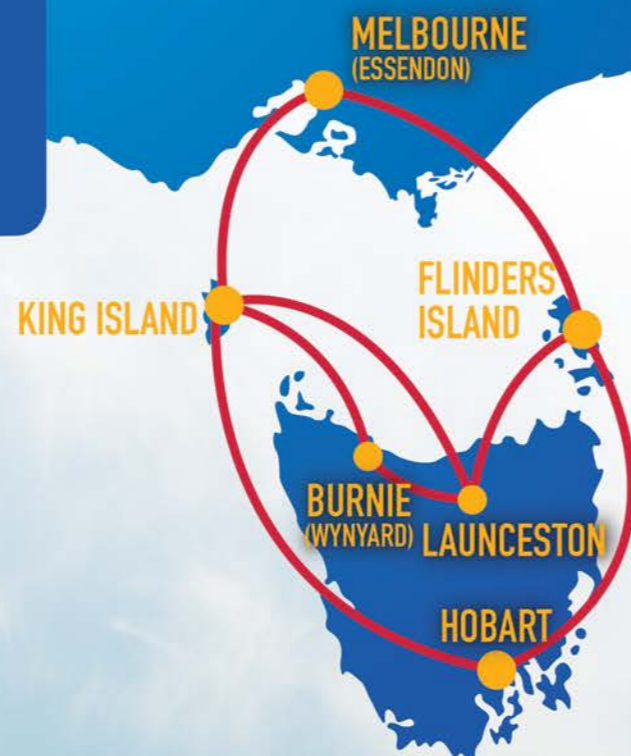 MELBOURNE
(ESSENDON)
FLINDERS
ISLAND
KING ISLAND
BURNIE
(WYNYARD)
LAUNCESTON
HOBART